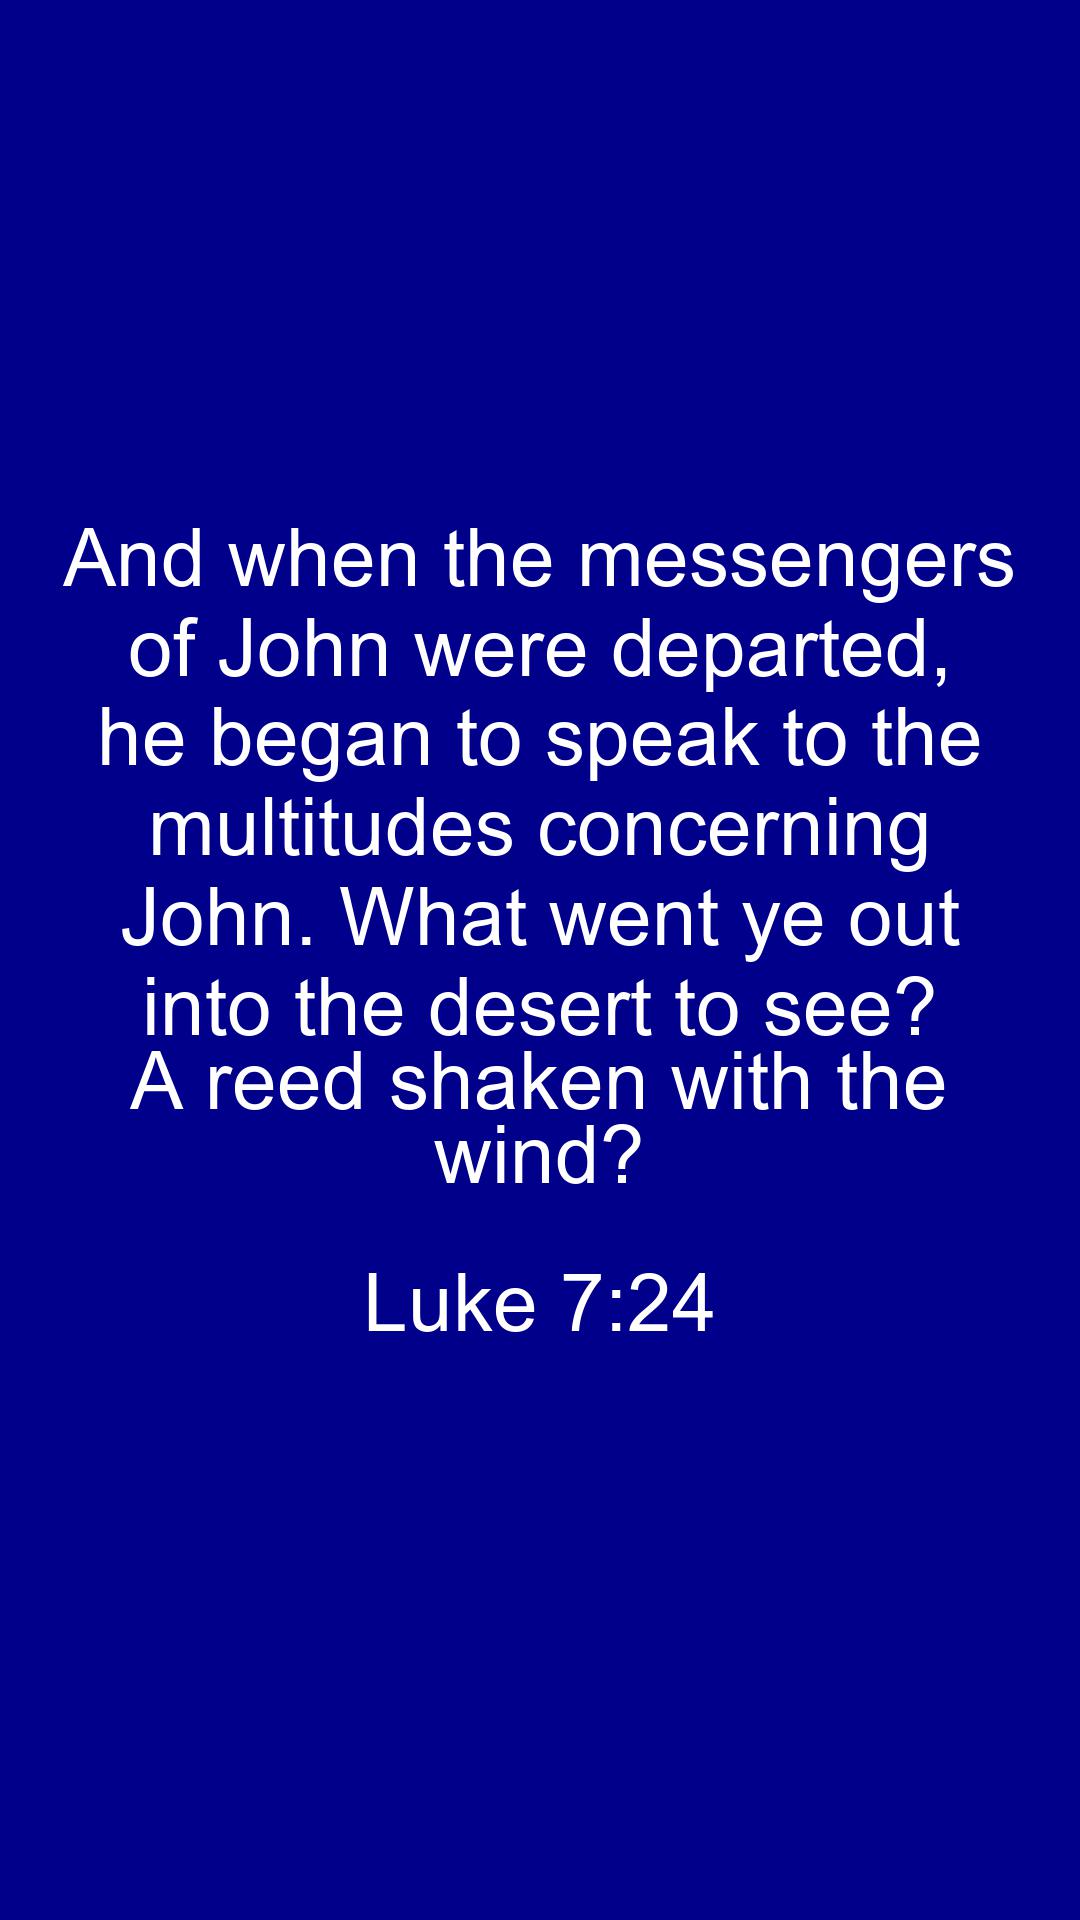 And when the messengers
of John were departed,
he began to speak to the
multitudes concerning
John. What went ye out
into the desert to see?
A reed shaken with the
wind?
Luke 7:24